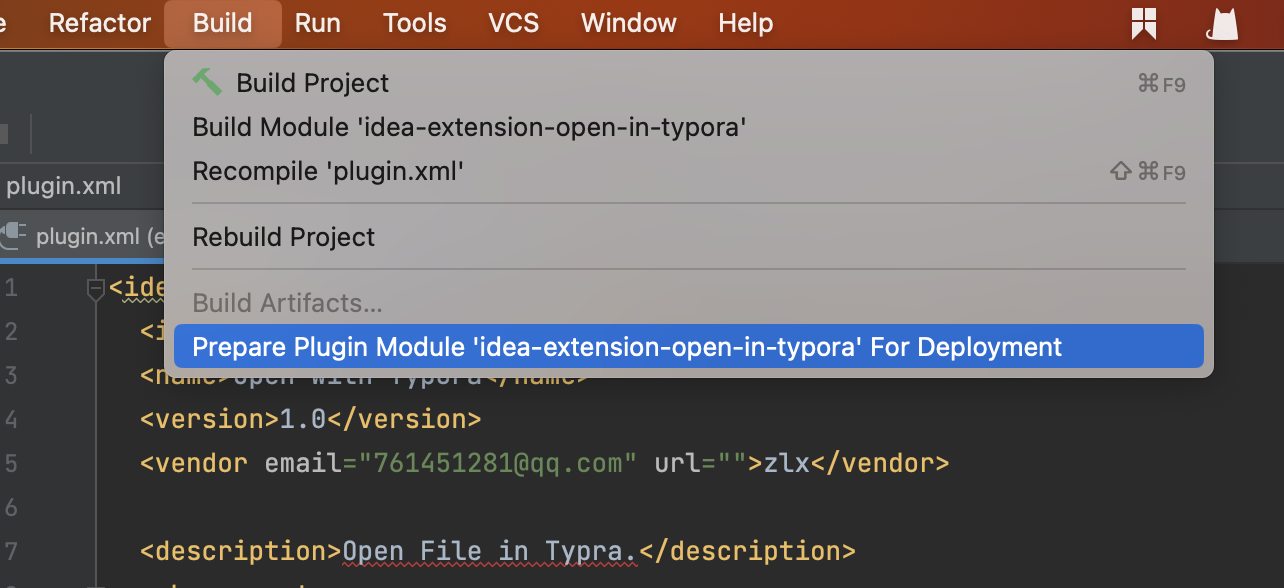 Refactor Build Run Tools VCS Window Help
Build Project ⌘F9
Build Module 'idea-extension-open-in-typora'
Recompile 'plugin.xml' ⇧⌘F9
plugin.xml
Rebuild Project
plugin.xml (e
1 <ide
Build Artifacts...
2 <i
Prepare Plugin Module 'idea-extension-open-in-typora' For Deployment
3 <name>Open With Typora</name>
4 <version>1.0</version>
5 <vendor email="761451281@qq.com" url="">zlx</vendor>
6
7 <description>Open File in Typra.</description>